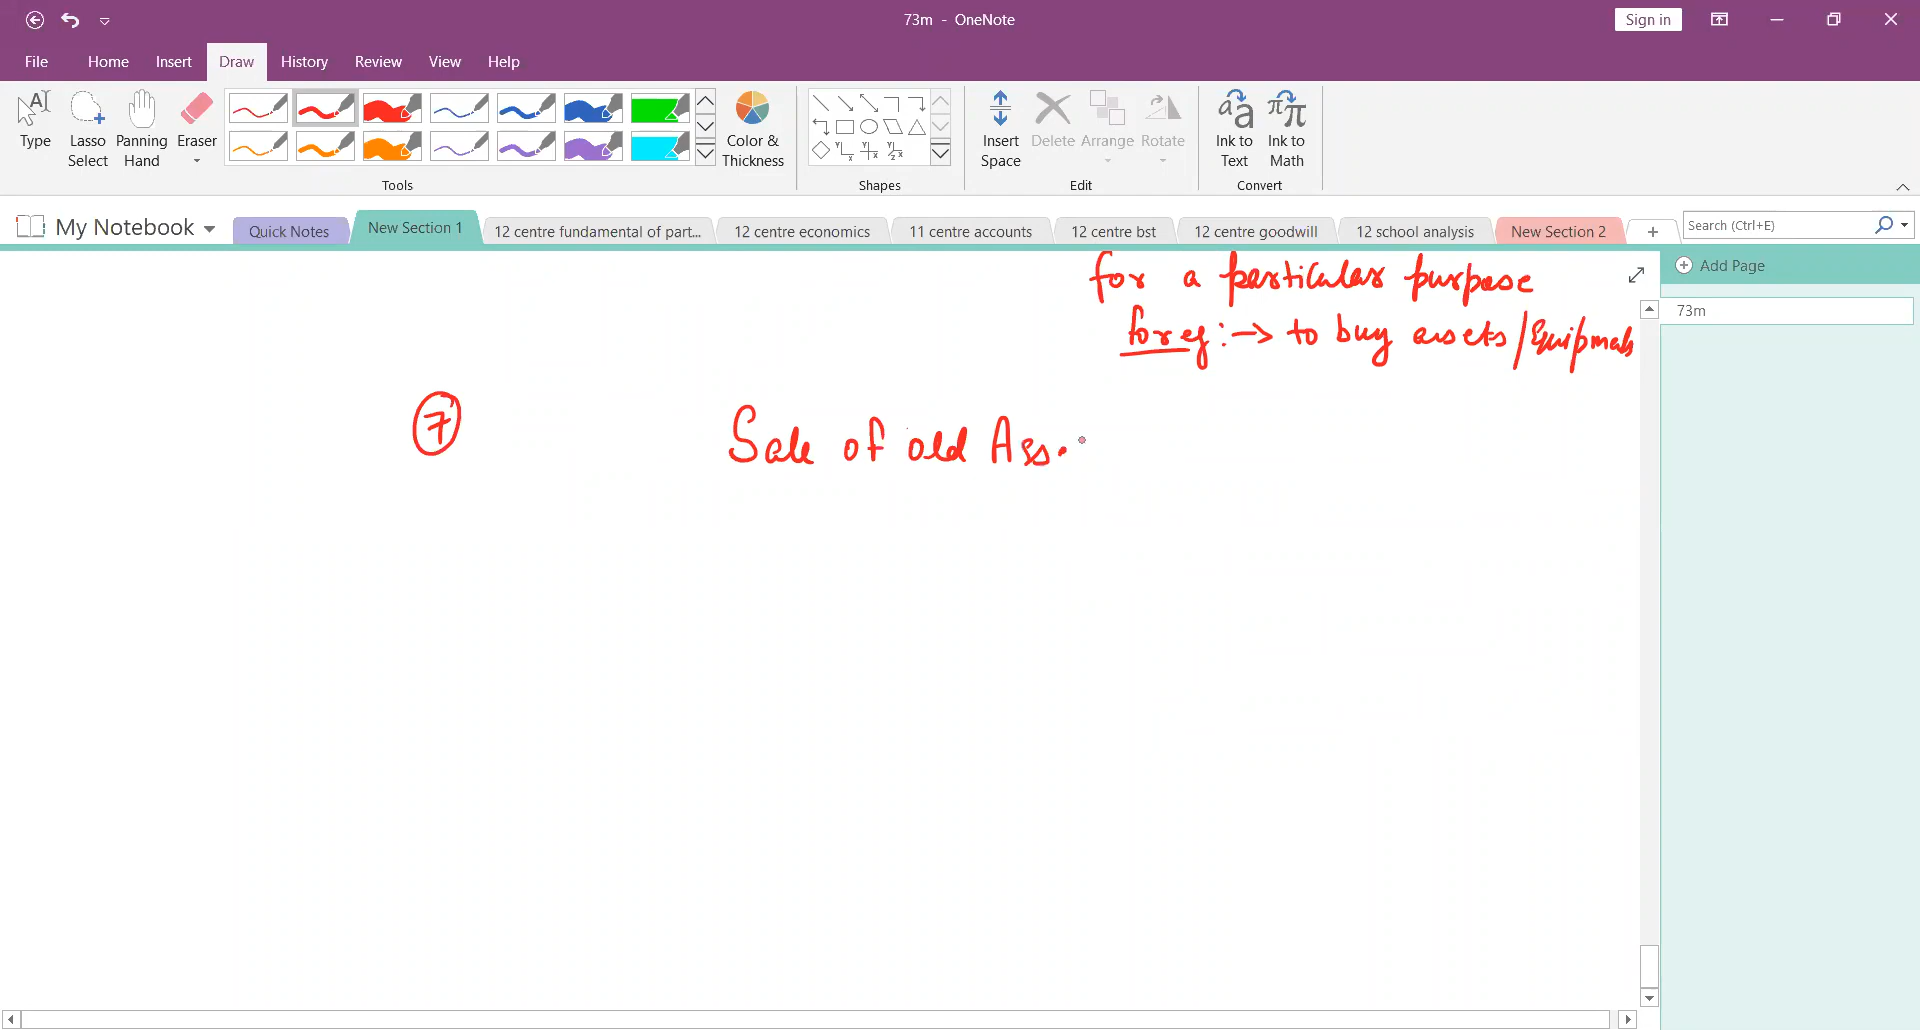 73m - OneNote
Sign in
File Home Insert Draw History Review View Help
Type Lasso Select Panning Hand Eraser Color & Thickness Insert Space Delete Arrange Rotate Ink to Text Ink to Math
Tools Shapes Edit Convert
My Notebook Quick Notes New Section 1 12 centre fundamental of part... 12 centre economics 11 centre accounts 12 centre bst 12 centre goodwill 12 school analysis New Section 2 + Search (Ctrl+E)
Add Page
73m
for a particular purpose
for eg :→ to buy assets/
7 Sale of old Ass.